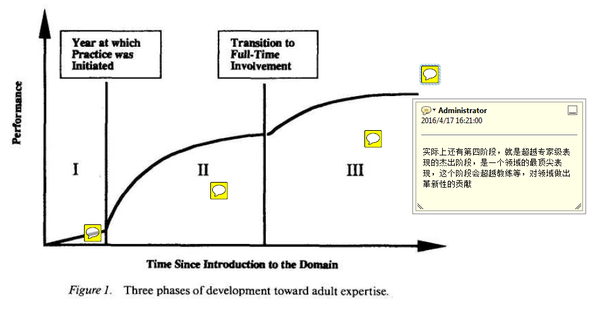 Year at which
Practice was
Initiated
Transition to
Full-Time
Involvement
Performance
I
II
III
Administrator
2016/4/17 16:21:00
实际上还有第四阶段，就是超越专家级表
现的杰出阶段，是一个领域的最顶尖表
现，这个阶段会超越教练等，对领域做出
革新性的贡献
Time Since Introduction to the Domain
Figure 1. Three phases of development toward adult expertise.